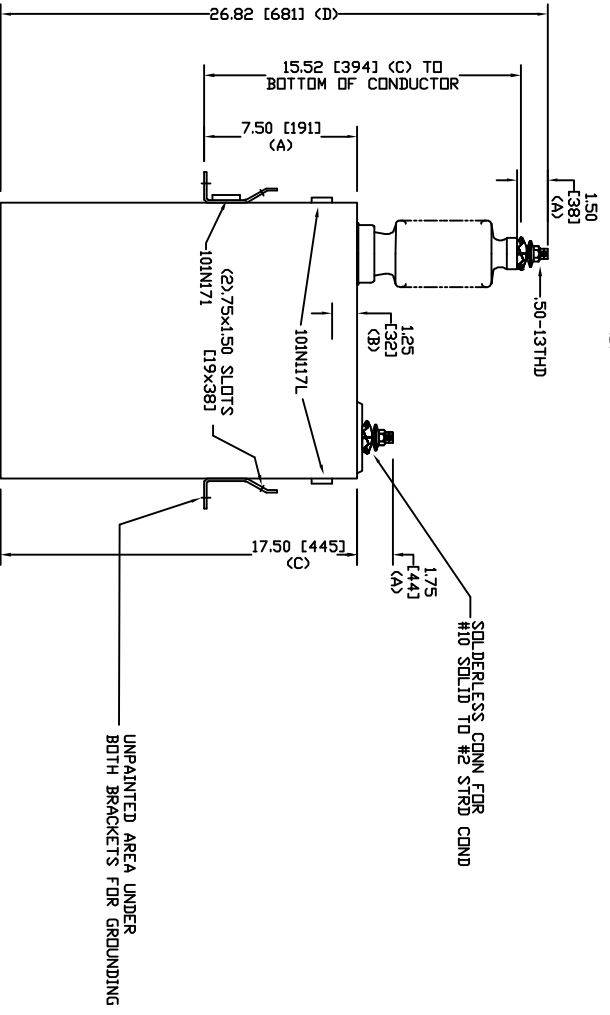 26.82 [681] (D)
15.52 [394] (C) TO
BOTTOM OF CONDUCTOR
7.50 [191]
(A)
1.50
[38]
(A)
.50-13THD
101N171
(2).75x1.50 SLOTS
[19x38]
101N117L
1.25
[32]
(B)
17.50 [445]
(C)
1.75
[44]
(A)
SOLDERLESS CONN FOR
#10 SOLID TO #2 STRD COND
UNPAINTED AREA UNDER
BOTH BRACKETS FOR GROUNDING